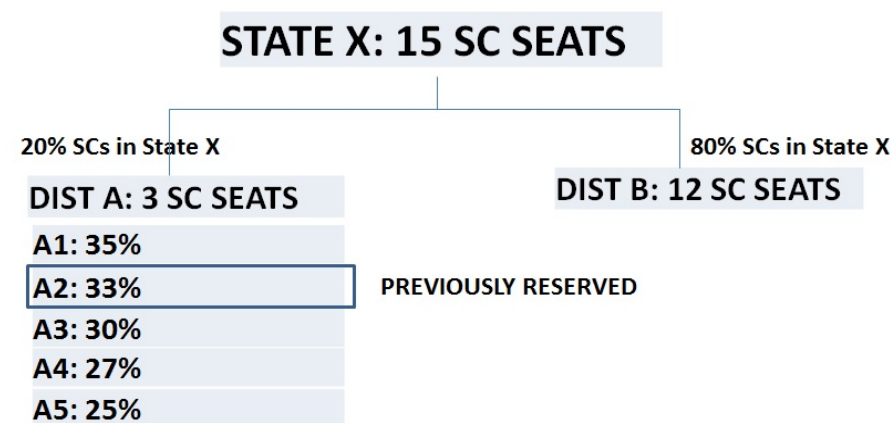 STATE X: 15 SC SEATS
20% SCs in State X
80% SCs in State X
DIST A: 3 SC SEATS
DIST B: 12 SC SEATS
A1: 35%
A2: 33%
PREVIOUSLY RESERVED
A3: 30%
A4: 27%
A5: 25%